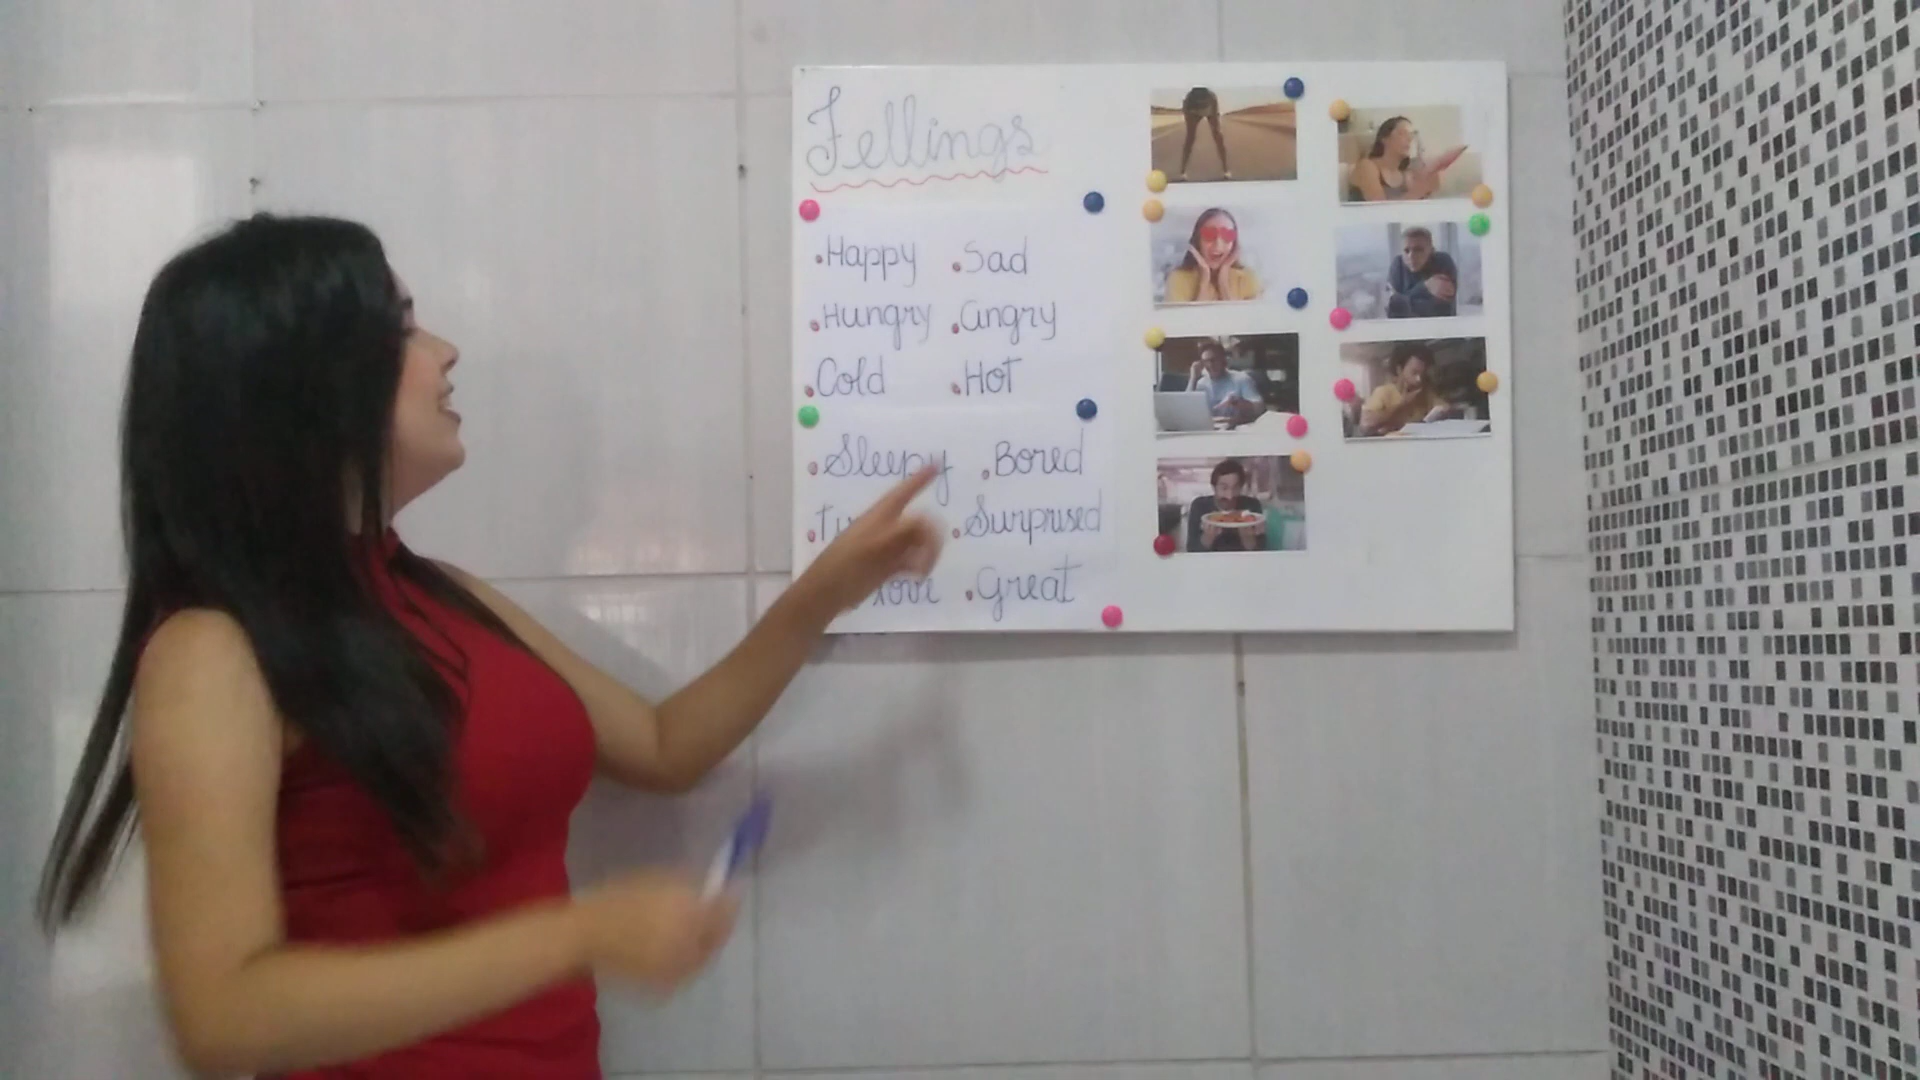 Fellings
.Happy .Sad
.Hungry .angry
.Cold .Hot
.Sleepy .Bored
.Surprised
.Great